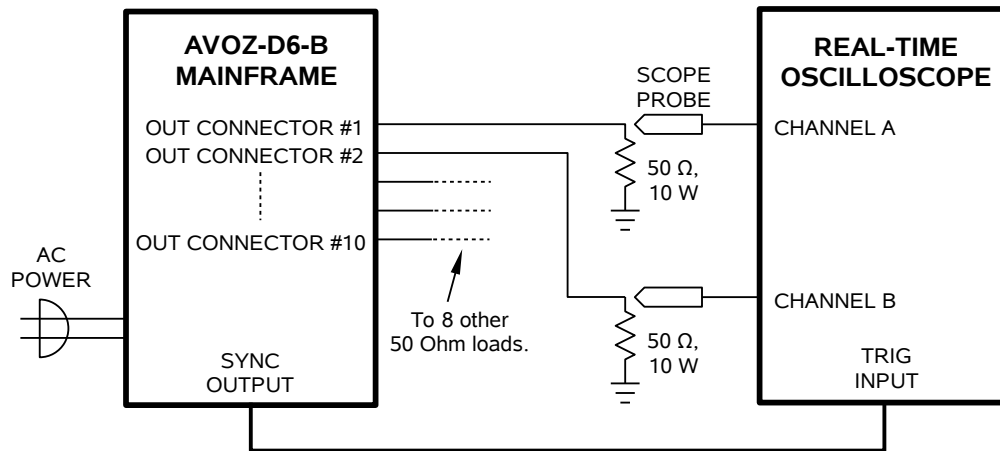 AVOZ-D6-B
MAINFRAME
OUT CONNECTOR #1
OUT CONNECTOR #2
OUT CONNECTOR #10
AC
POWER
SYNC
OUTPUT
To 8 other
50 Ohm loads.
SCOPE
PROBE
50 Ω,
10 W
50 Ω,
10 W
REAL-TIME
OSCILLOSCOPE
CHANNEL A
CHANNEL B
TRIG
INPUT